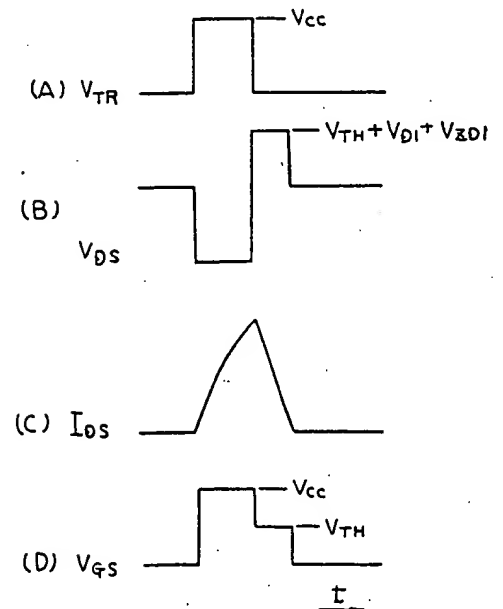 Vcc
(A) VTR
VTH + VD1 + VZD1
(B)
VDS
(C) IDS
Vcc
VTH
(D) VGS
t